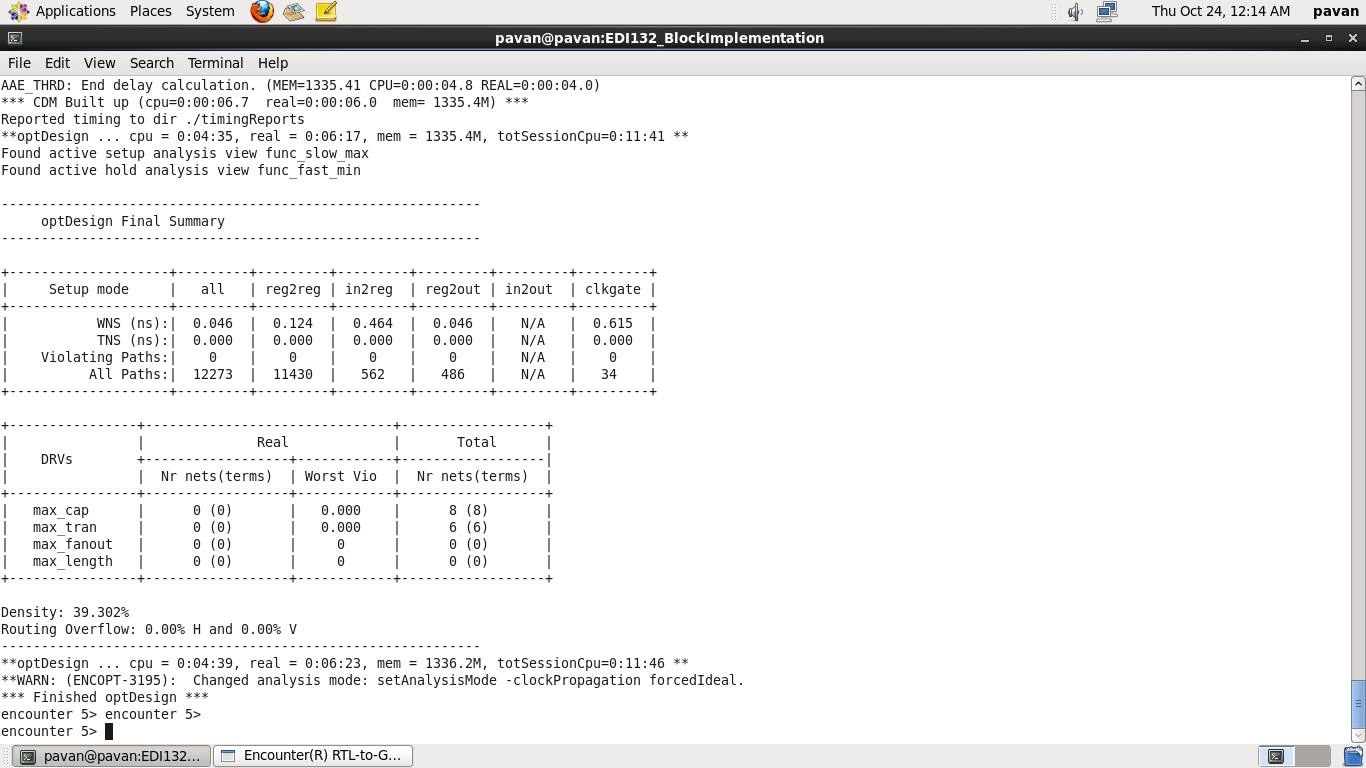 Applications Places System Thu Oct 24, 12:14 AM pavan
pavan@pavan:EDI132_BlockImplementation
File Edit View Search Terminal Help
AAE_THRD: End delay calculation. (MEM=1335.41 CPU=0:00:04.8 REAL=0:00:04.0)
*** CDM Built up (cpu=0:00:06.7  real=0:00:06.0  mem= 1335.4M) ***
Reported timing to dir ./timingReports
**optDesign ... cpu = 0:04:35, real = 0:06:17, mem = 1335.4M, totSessionCpu=0:11:41 **
Found active setup analysis view func_slow_max
Found active hold analysis view func_fast_min
------------------------------------------------------------
     optDesign Final Summary
------------------------------------------------------------
+--------------------+---------+---------+---------+---------+---------+---------+
|     Setup mode     |   all   | reg2reg | in2reg  | reg2out | in2out  | clkgate |
+--------------------+---------+---------+---------+---------+---------+---------+
|           WNS (ns):|  0.046  |  0.124  |  0.464  |  0.046  |   N/A   |  0.615  |
|           TNS (ns):|  0.000  |  0.000  |  0.000  |  0.000  |   N/A   |  0.000  |
|    Violating Paths:|    0    |    0    |    0    |    0    |   N/A   |    0    |
|          All Paths:|  12273  |  11430  |   562   |   486   |   N/A   |   34    |
+--------------------+---------+---------+---------+---------+---------+---------+
+----------------+-------------------------------+------------------+
|                |              Real             |       Total      |
|    DRVs        +------------------+------------+------------------|
|                |  Nr nets(terms)  | Worst Vio  |  Nr nets(terms)  |
+----------------+------------------+------------+------------------+
|   max_cap      |      0 (0)       |   0.000    |      8 (8)       |
|   max_tran     |      0 (0)       |   0.000    |      6 (6)       |
|   max_fanout   |      0 (0)       |     0      |      0 (0)       |
|   max_length   |      0 (0)       |     0      |      0 (0)       |
+----------------+------------------+------------+------------------+
Density: 39.302%
Routing Overflow: 0.00% H and 0.00% V
------------------------------------------------------------
**optDesign ... cpu = 0:04:39, real = 0:06:23, mem = 1336.2M, totSessionCpu=0:11:46 **
**WARN: (ENCOPT-3195):  Changed analysis mode: setAnalysisMode -clockPropagation forcedIdeal.
*** Finished optDesign ***
encounter 5> encounter 5>
encounter 5>
pavan@pavan:EDI132... Encounter(R) RTL-to-G...